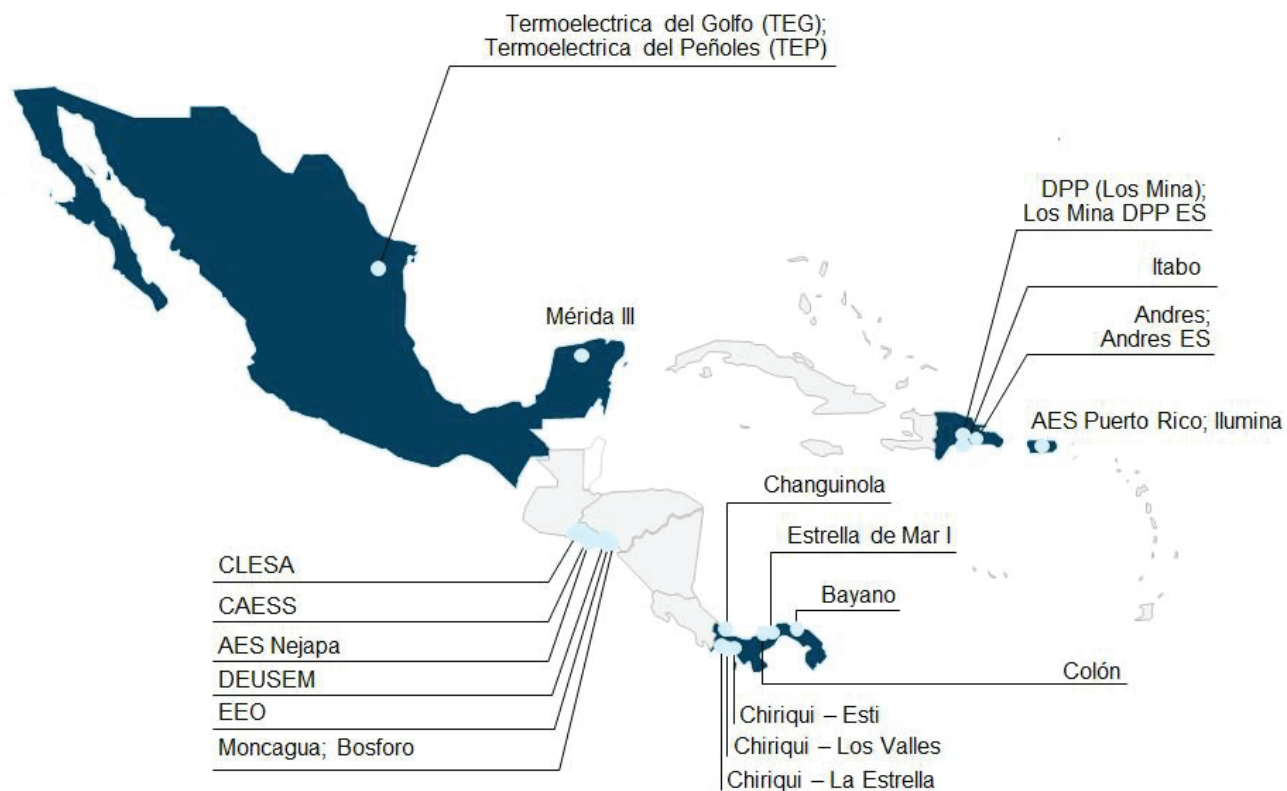 Termoelectrica del Golfo (TEG);
Termoelectrica del Peñoles (TEP)
DPP (Los Mina);
Los Mina DPP ES
Itabo
Andres;
Andres ES
Mérida III
AES Puerto Rico; Ilumina
Changuinola
Estrella de Mar I
Bayano
CLESA
CAESS
AES Nejapa
DEUSEM
EEO
Moncagua; Bosforo
Colón
Chiriqui – Esti
Chiriqui – Los Valles
Chiriqui – La Estrella